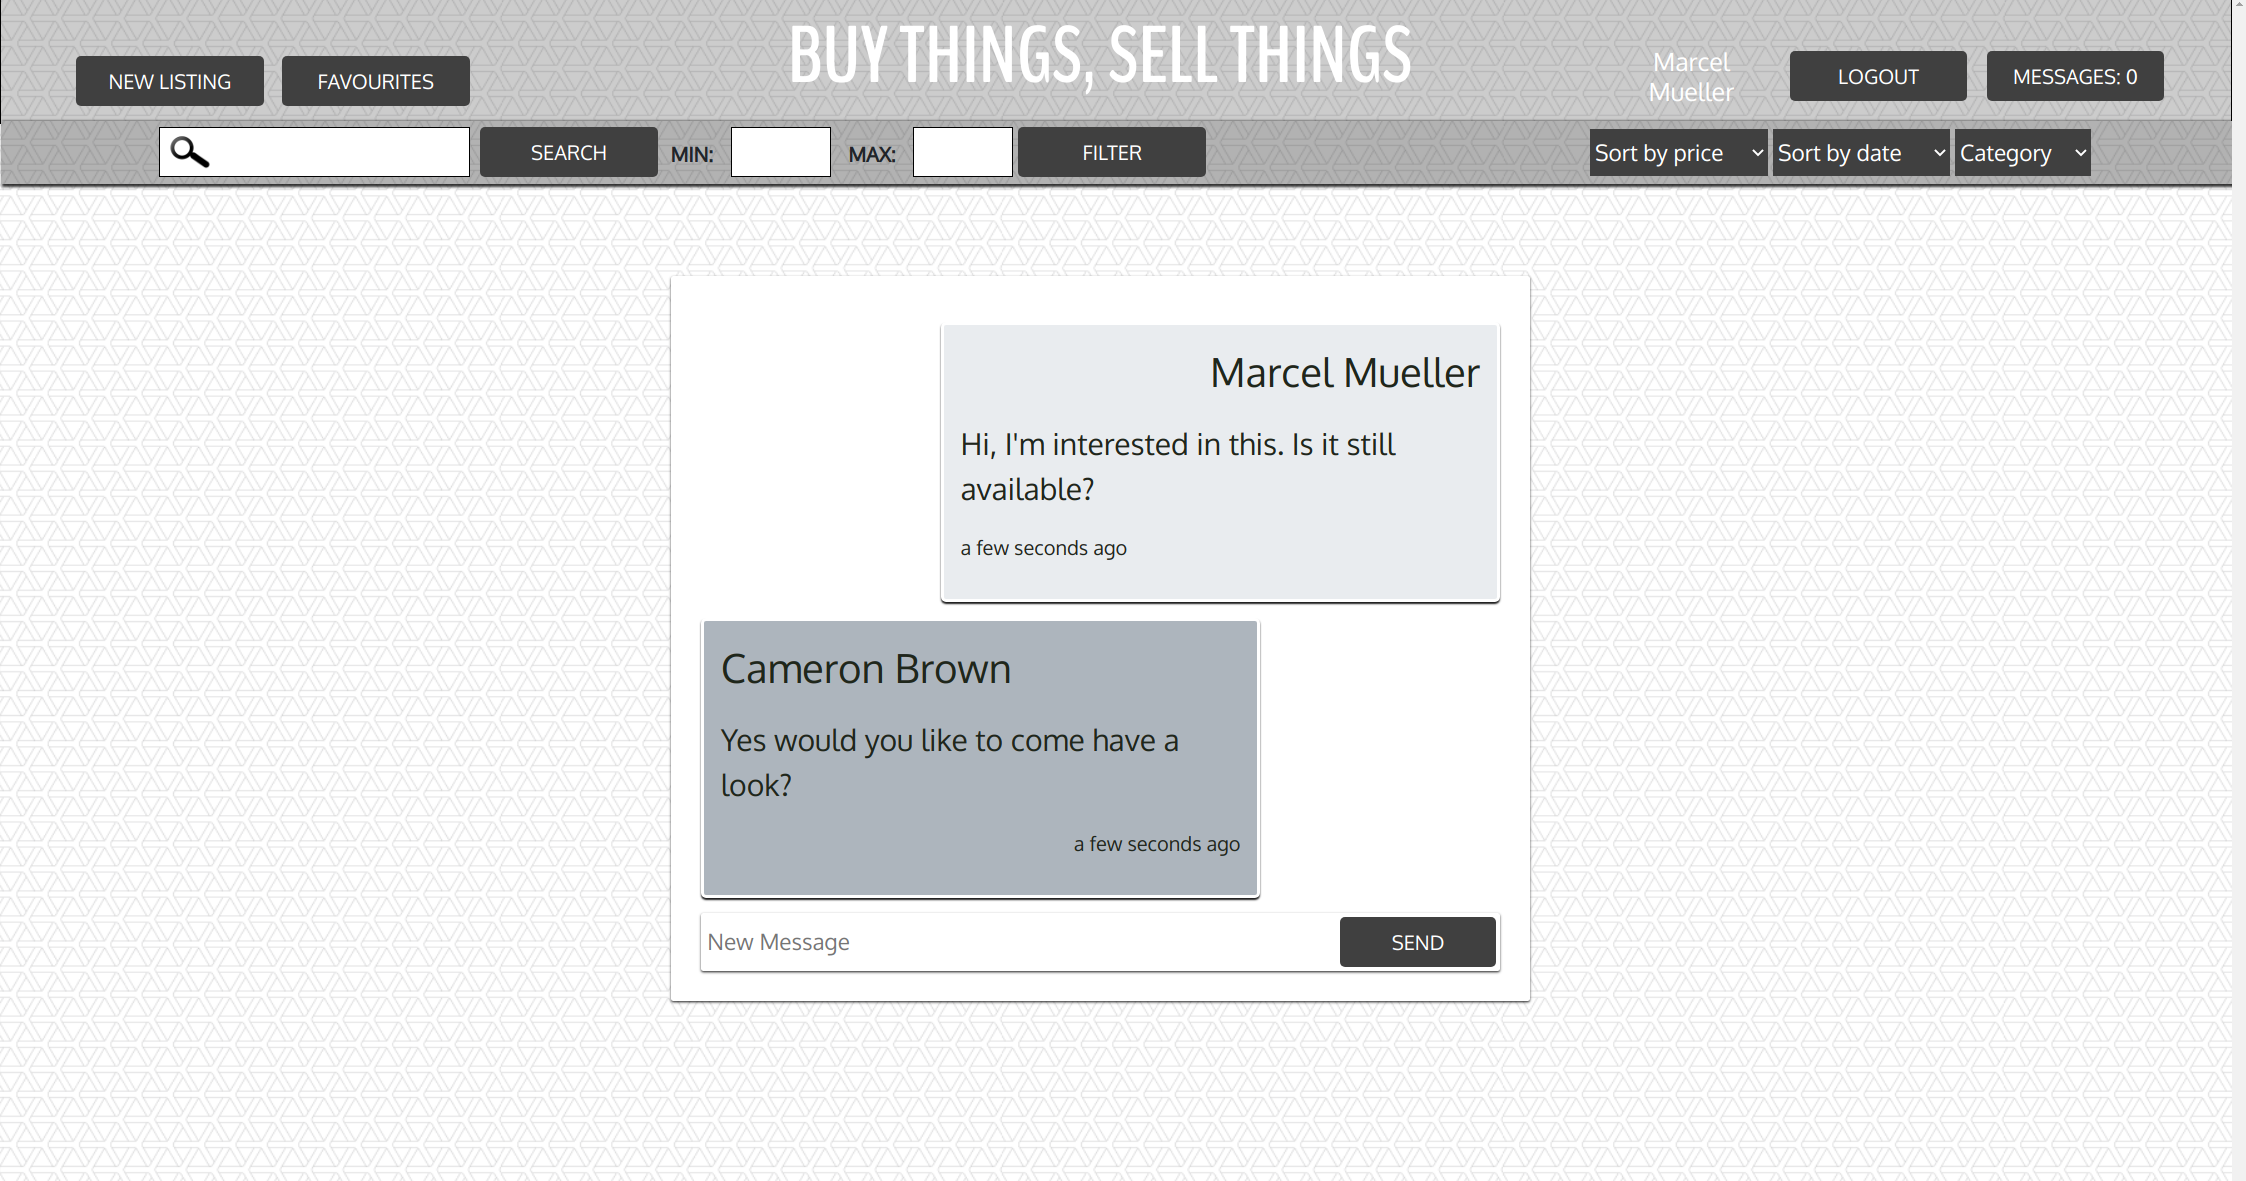 BUY THINGS, SELL THINGS
NEW LISTING
FAVOURITES
Marcel
Mueller
LOGOUT
MESSAGES: 0
SEARCH
MIN:
MAX:
FILTER
Sort by price
Sort by date
Category
Marcel Mueller
Hi, I'm interested in this. Is it still
available?
a few seconds ago
Cameron Brown
Yes would you like to come have a
look?
a few seconds ago
New Message
SEND